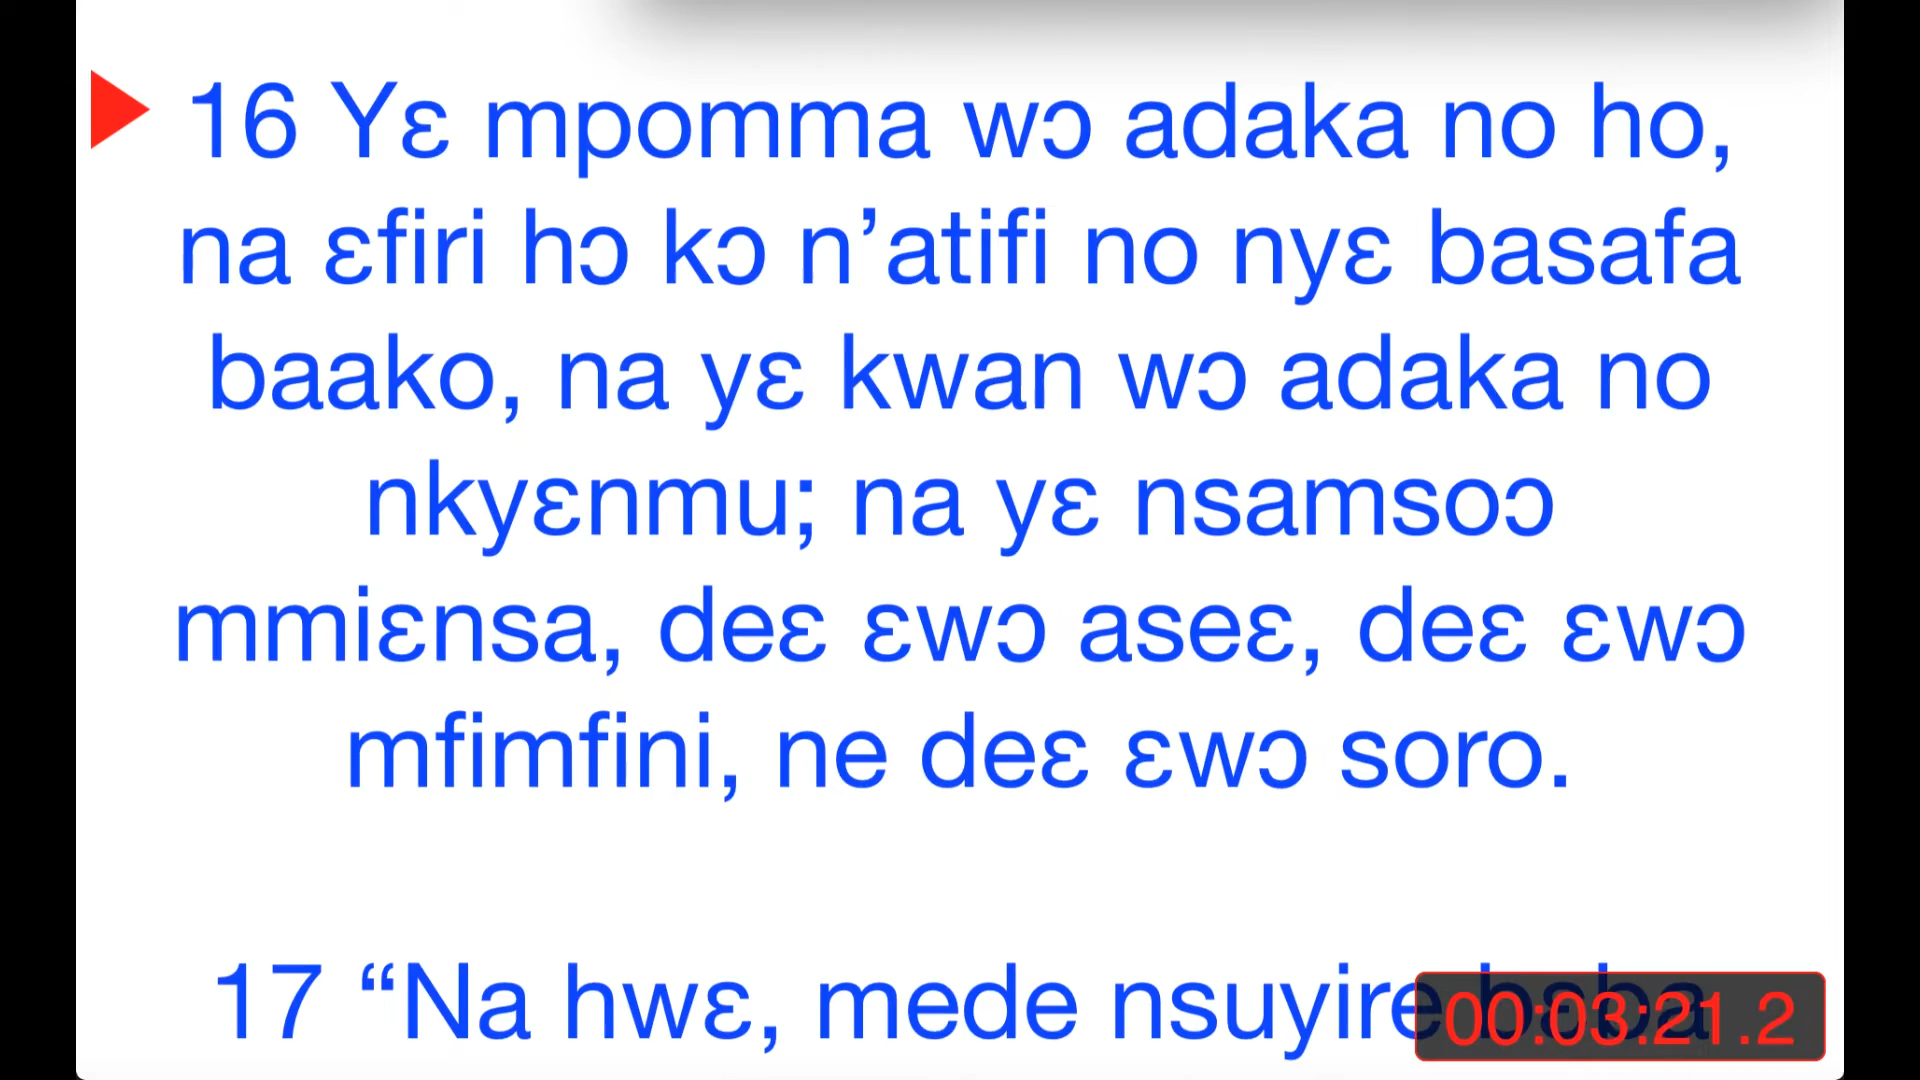 16 Yɛ mpomma wɔ adaka no ho,
na ɛfiri hɔ kɔ n’atifi no nyɛ basafa
baako, na yɛ kwan wɔ adaka no
nkyɛnmu; na yɛ nsamsoɔ
mmiɛnsa, deɛ ɛwɔ aseɛ, deɛ ɛwɔ
mfimfini, ne deɛ ɛwɔ soro.
17 “Na hwɛ, mede nsuyire bɛba
00:03:21.2